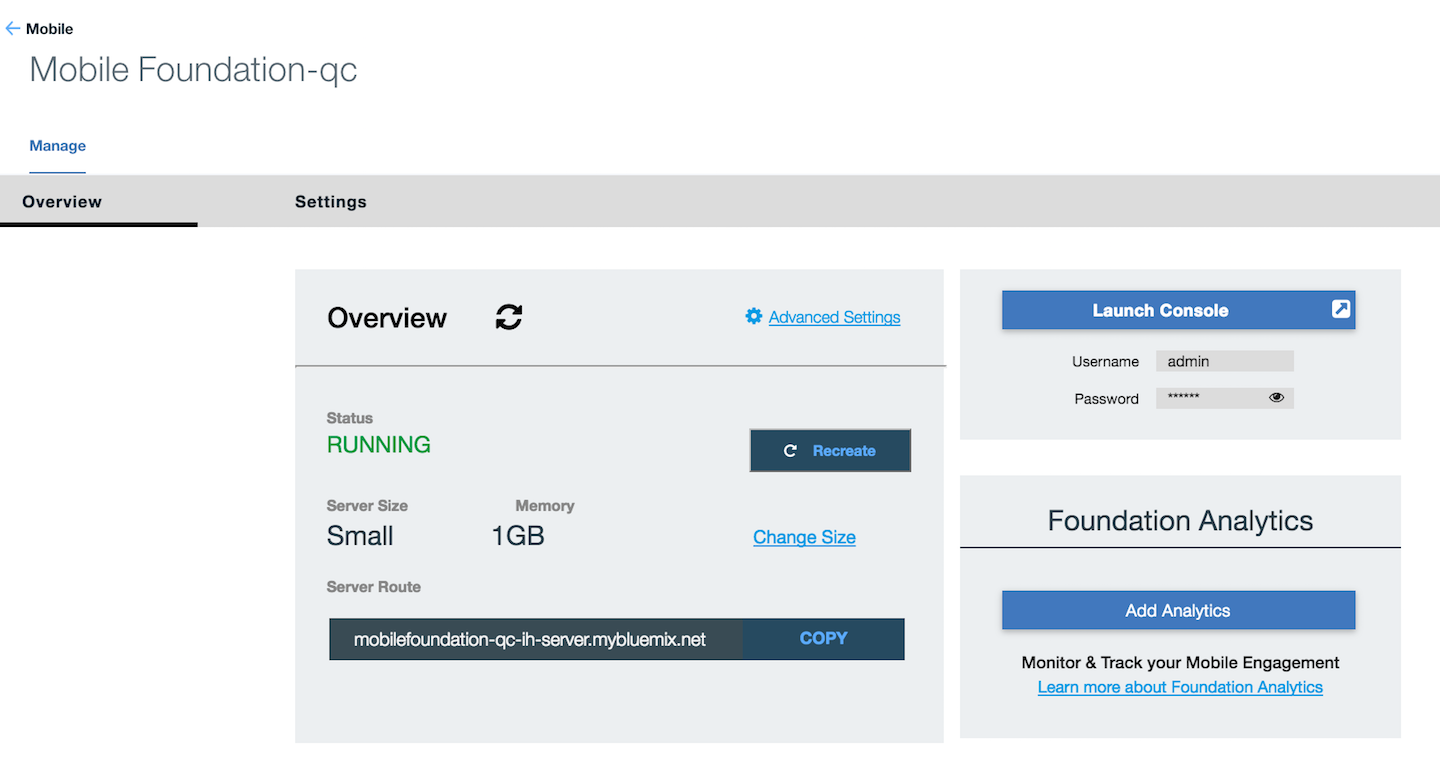 Mobile
Mobile Foundation-qc
Manage
Overview Settings
Overview
Advanced Settings
Status
RUNNING
Recreate
Server Size Memory
Small 1GB
Change Size
Server Route
mobilefoundation-qc-ih-server.mybluemix.net COPY
Launch Console
Username admin
Password ******
Foundation Analytics
Add Analytics
Monitor & Track your Mobile Engagement
Learn more about Foundation Analytics